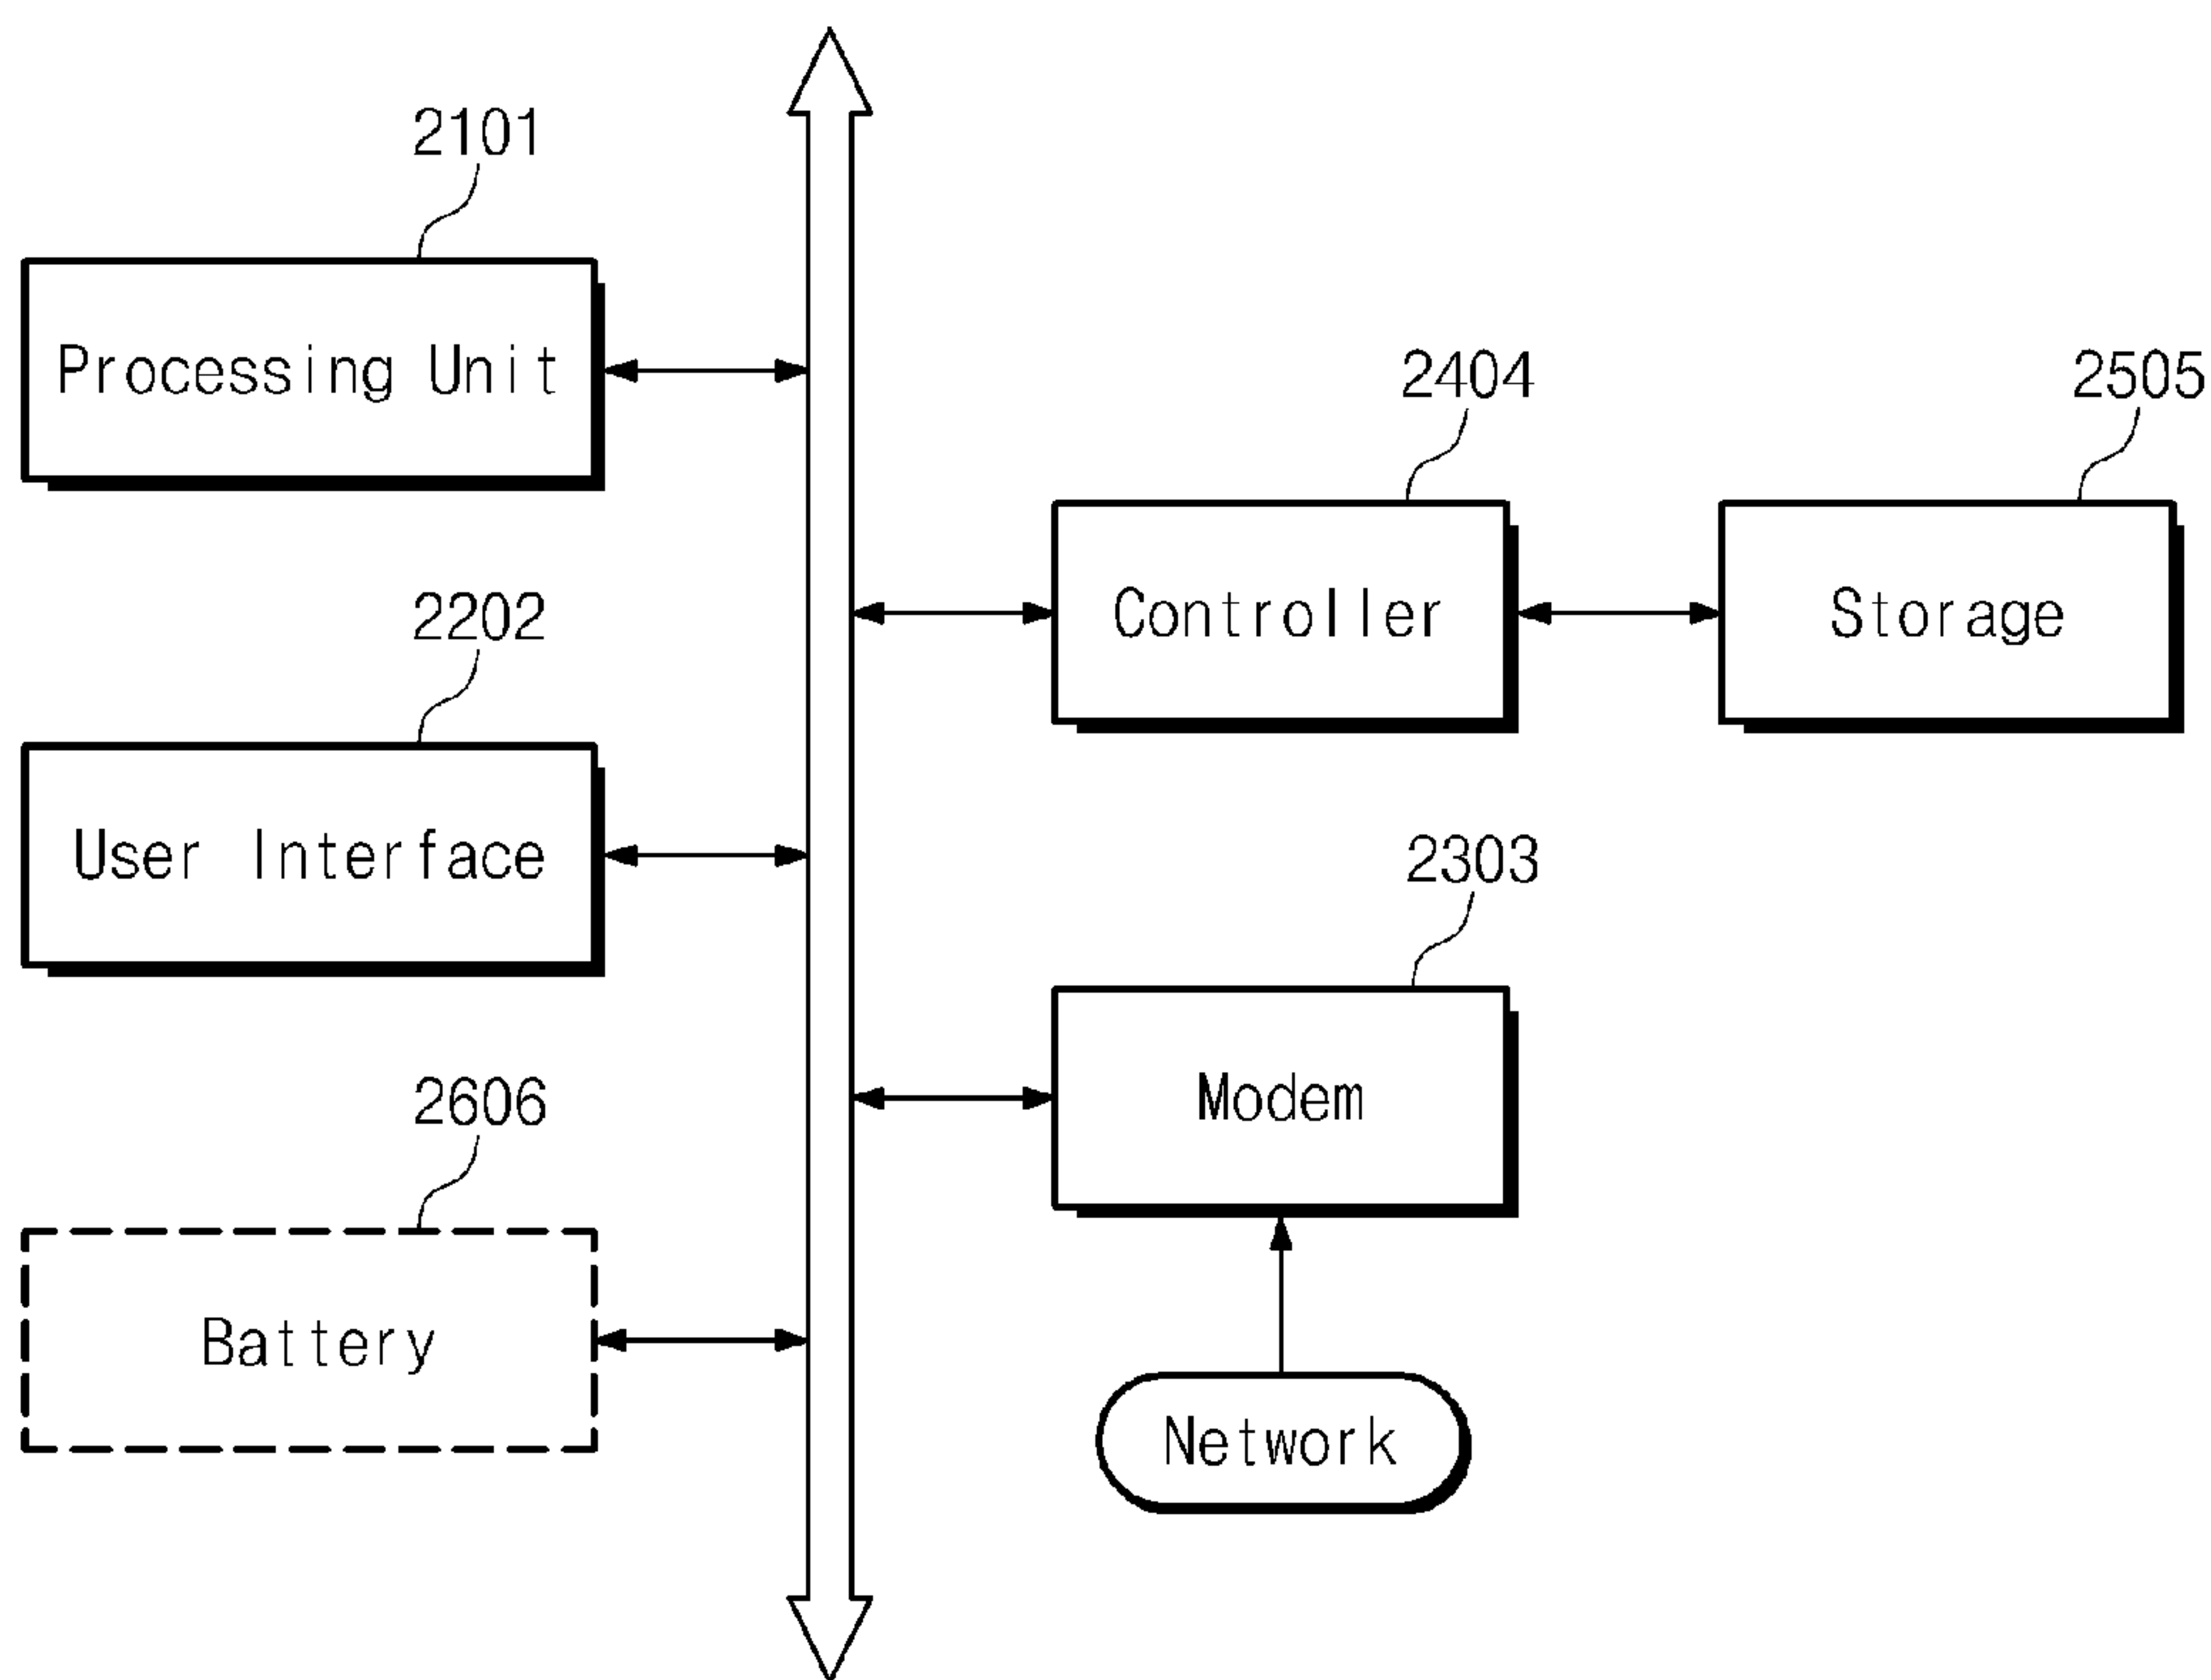 2101
Processing Unit
2404
2505
Controller
Storage
2202
User Interface
2303
Modem
2606
Battery
Network